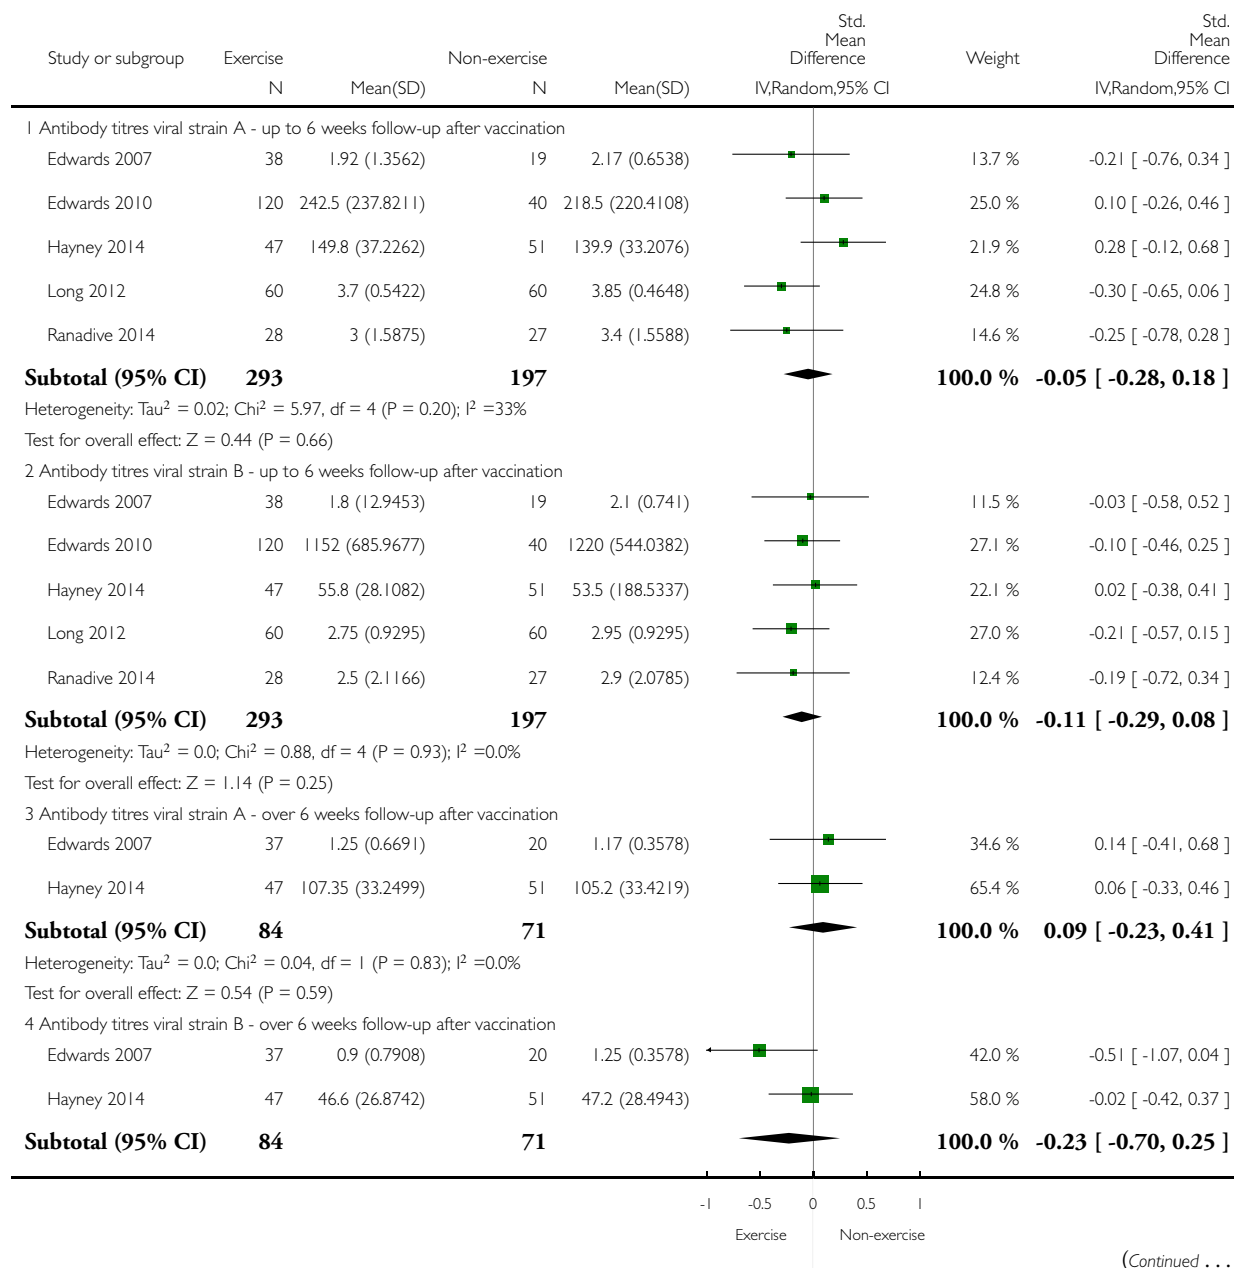 Study or subgroup Exercise Non-exercise Std. Mean Difference Weight Std. Mean Difference
N Mean(SD) N Mean(SD) IV,Random,95% CI IV,Random,95% CI
1 Antibody titres viral strain A - up to 6 weeks follow-up after vaccination
Edwards 2007 38 1.92 (1.3562) 19 2.17 (0.6538) 13.7 % -0.21 [ -0.76, 0.34 ]
Edwards 2010 120 242.5 (237.8211) 40 218.5 (220.4108) 25.0 % 0.10 [ -0.26, 0.46 ]
Hayney 2014 47 149.8 (37.2262) 51 139.9 (33.2076) 21.9 % 0.28 [ -0.12, 0.68 ]
Long 2012 60 3.7 (0.5422) 60 3.85 (0.4648) 24.8 % -0.30 [ -0.65, 0.06 ]
Ranadive 2014 28 3 (1.5875) 27 3.4 (1.5588) 14.6 % -0.25 [ -0.78, 0.28 ]
Subtotal (95% CI) 293 197 100.0 % -0.05 [ -0.28, 0.18 ]
Heterogeneity: Tau² = 0.02; Chi² = 5.97, df = 4 (P = 0.20); I² =33%
Test for overall effect: Z = 0.44 (P = 0.66)
2 Antibody titres viral strain B - up to 6 weeks follow-up after vaccination
Edwards 2007 38 1.8 (12.9453) 19 2.1 (0.741) 11.5 % -0.03 [ -0.58, 0.52 ]
Edwards 2010 120 1152 (685.9677) 40 1220 (544.0382) 27.1 % -0.10 [ -0.46, 0.25 ]
Hayney 2014 47 55.8 (28.1082) 51 53.5 (188.5337) 22.1 % 0.02 [ -0.38, 0.41 ]
Long 2012 60 2.75 (0.9295) 60 2.95 (0.9295) 27.0 % -0.21 [ -0.57, 0.15 ]
Ranadive 2014 28 2.5 (2.1166) 27 2.9 (2.0785) 12.4 % -0.19 [ -0.72, 0.34 ]
Subtotal (95% CI) 293 197 100.0 % -0.11 [ -0.29, 0.08 ]
Heterogeneity: Tau² = 0.0; Chi² = 0.88, df = 4 (P = 0.93); I² =0.0%
Test for overall effect: Z = 1.14 (P = 0.25)
3 Antibody titres viral strain A - over 6 weeks follow-up after vaccination
Edwards 2007 37 1.25 (0.6691) 20 1.17 (0.3578) 34.6 % 0.14 [ -0.41, 0.68 ]
Hayney 2014 47 107.35 (33.2499) 51 105.2 (33.4219) 65.4 % 0.06 [ -0.33, 0.46 ]
Subtotal (95% CI) 84 71 100.0 % 0.09 [ -0.23, 0.41 ]
Heterogeneity: Tau² = 0.0; Chi² = 0.04, df = 1 (P = 0.83); I² =0.0%
Test for overall effect: Z = 0.54 (P = 0.59)
4 Antibody titres viral strain B - over 6 weeks follow-up after vaccination
Edwards 2007 37 0.9 (0.7908) 20 1.25 (0.3578) 42.0 % -0.51 [ -1.07, 0.04 ]
Hayney 2014 47 46.6 (26.8742) 51 47.2 (28.4943) 58.0 % -0.02 [ -0.42, 0.37 ]
Subtotal (95% CI) 84 71 100.0 % -0.23 [ -0.70, 0.25 ]
-1 -0.5 0 0.5 1
Exercise Non-exercise
(Continued . . .